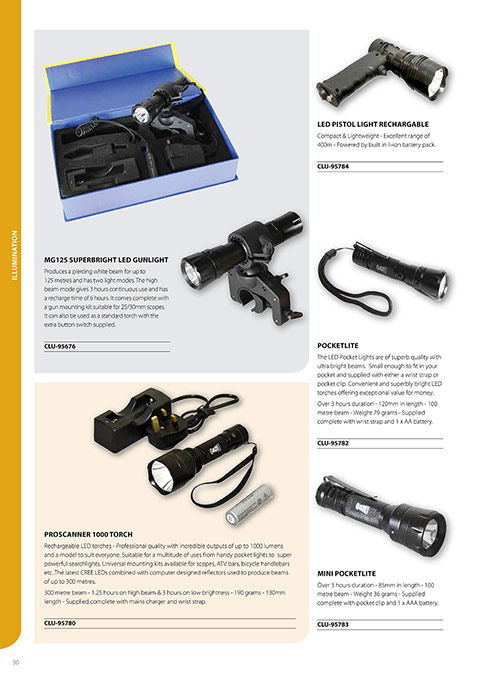 ILLUMINATION
MG125 SUPERBRIGHT LED GUNLIGHT
Produces a piercing white beam for up to
125 metres and has two light modes. The high
beam mode gives 3 hours continuous use and has
a recharge time of 6 hours. It comes complete with
a gun mounting kit suitable for 25/30mm scopes.
It can also be used as a standard torch with the
extra button switch supplied.
CLU-95676
PROSCANNER 1000 TORCH
Rechargeable LED torches - Professional quality with incredible outputs of up to 1000 lumens
and a model to suit everyone. Suitable for a multitude of uses from handy pocket lights to super
powerful searchlights. Universal mounting kits available for scopes, ATV bars, bicycle handlebars
etc. The latest CREE LEDs combined with computer designed reflectors used to produce beams
of up to 300 metres.
300 metre beam - 1.25 hours on high beam & 3 hours on low brightness - 190 grams - 130mm
length - Supplied complete with mains charger and wrist strap.
CLU-95780
LED PISTOL LIGHT RECHARGABLE
Compact & Lightweight - Excellent range of
400m - Powered by built in li-ion battery pack.
CLU-95784
POCKETLITE
The LED Pocket Lights are of superb quality with
ultra bright beams. Small enough to fit in your
pocket and supplied with either a wrist strap or
pocket clip. Convenient and superbly bright LED
torches offering exceptional value for money.
Over 3 hours duration - 120mm in length - 100
metre beam - Weight 79 grams - Supplied
complete with wrist strap and 1 x AA battery.
CLU-95782
MINI POCKETLITE
Over 3 hours duration - 85mm in length - 100
metre beam - Weight 36 grams - Supplied
complete with pocket clip and 1 x AAA battery.
CLU-95783
30